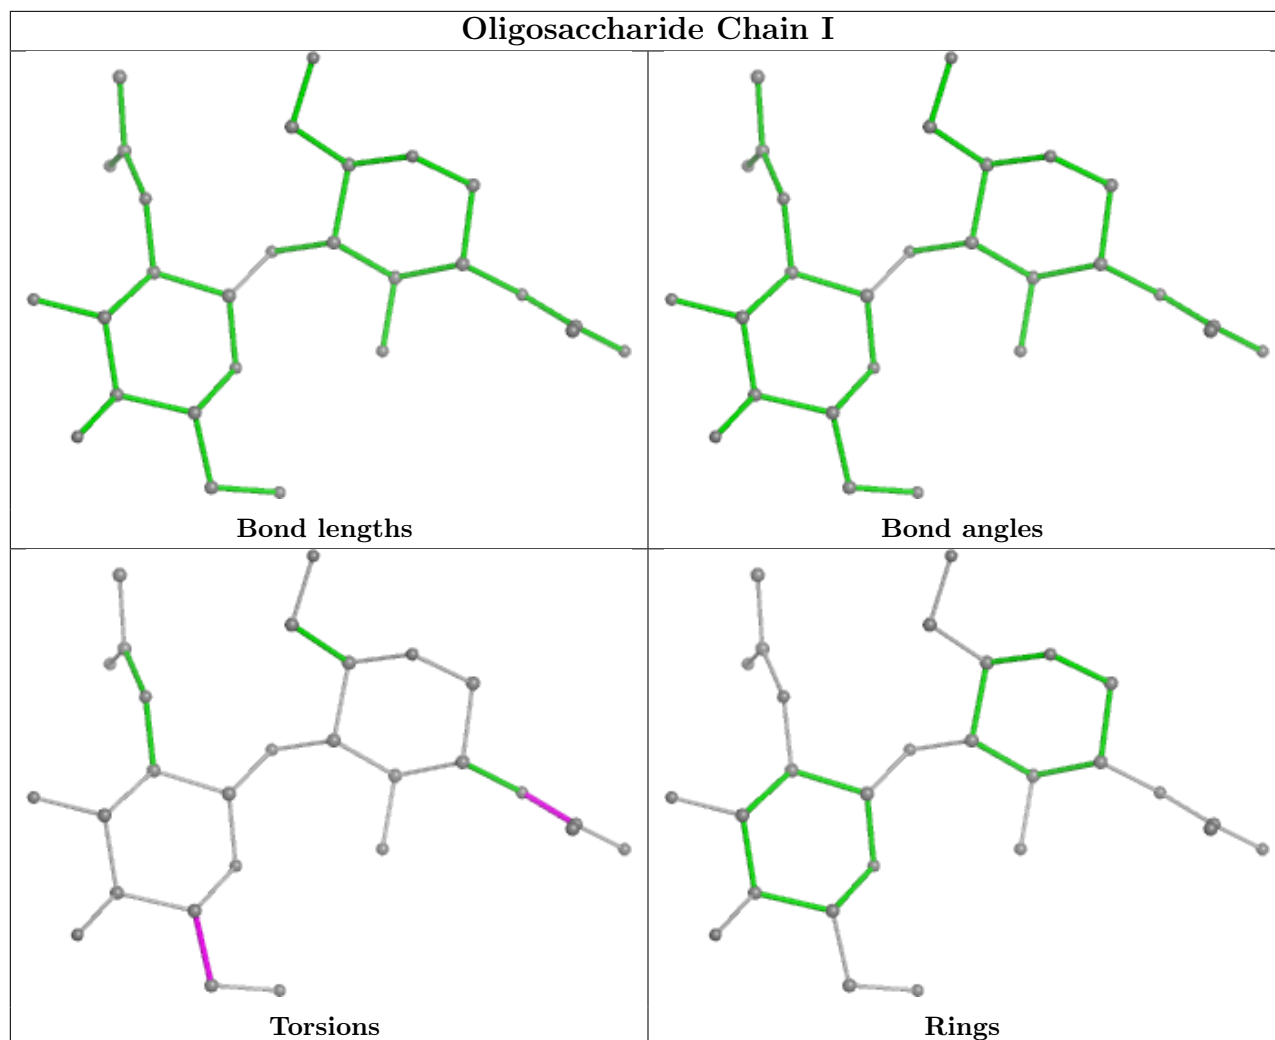 Oligosaccharide Chain I
Bond lengths
Bond angles
Torsions
Rings